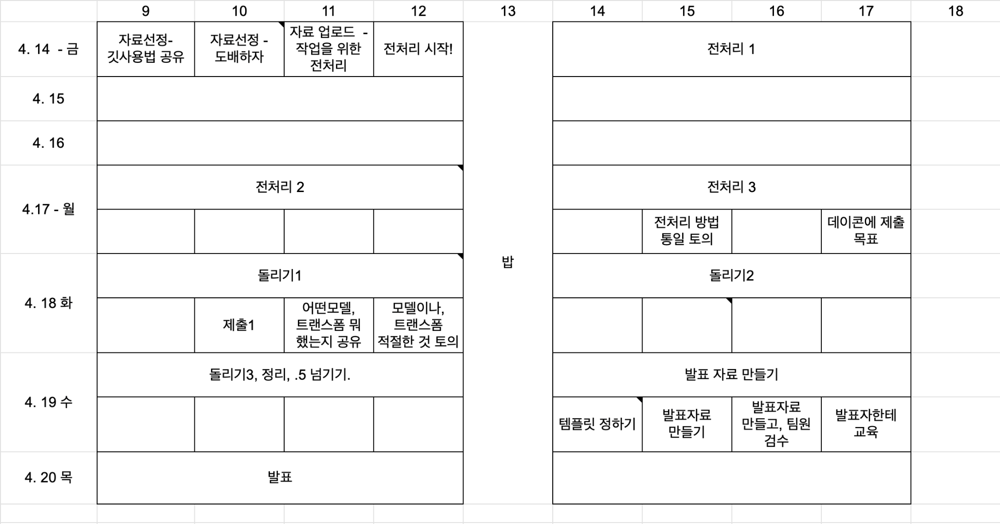 9 10 11 12 13 14 15 16 17 18
4. 14  - 금
자료선정-
깃사용법 공유
자료선정 -
도배하자
자료 업로드  -
작업을 위한
전처리
전처리 시작!
전처리 1
4. 15
4. 16
4.17 - 월
전처리 2
전처리 3
전처리 방법
통일 토의
데이콘에 제출
목표
밥
4. 18 화
돌리기1
돌리기2
제출1
어떤모델,
트랜스폼 뭐
했는지 공유
모델이나,
트랜스폼
적절한 것 토의
4. 19 수
돌리기3, 정리, .5 넘기기.
발표 자료 만들기
템플릿 정하기
발표자료
만들기
발표자료
만들고, 팀원
검수
발표자한테
교육
4. 20 목
발표